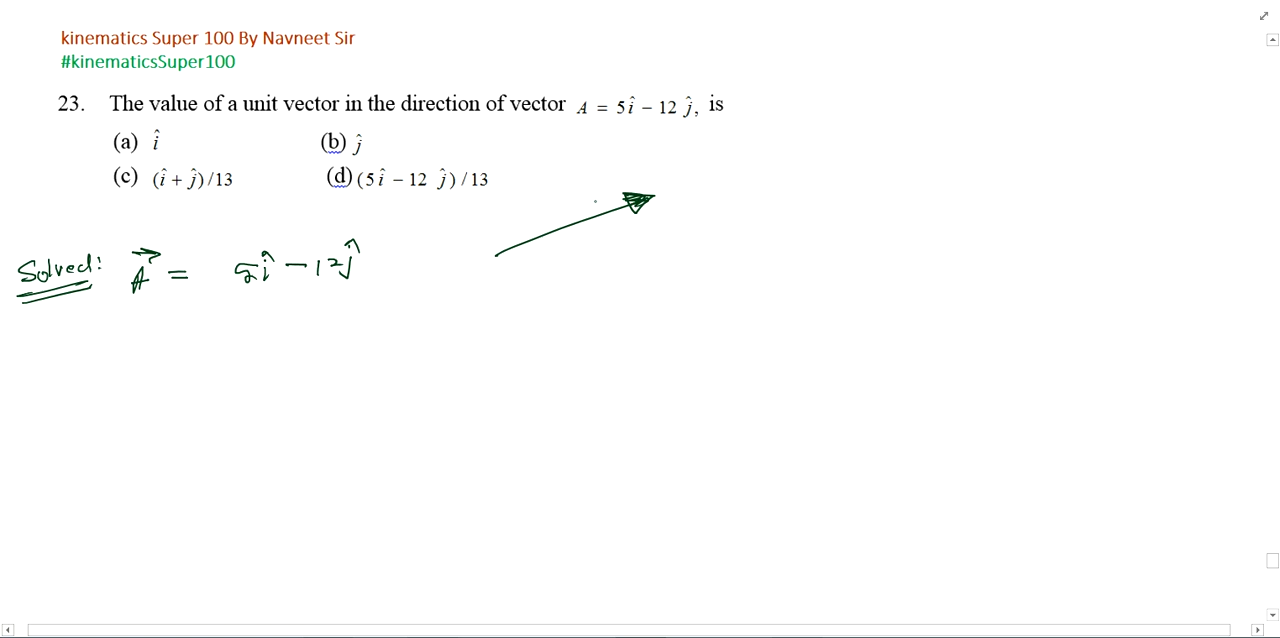 kinematics Super 100 By Navneet Sir
#kinematicsSuper100
23. The value of a unit vector in the direction of vector A = 5î − 12 ĵ, is
(a) î (b) ĵ
(c) (î + ĵ)/13 (d) (5î − 12 ĵ)/13
Solved: A⃗ = 5î − 12ĵ